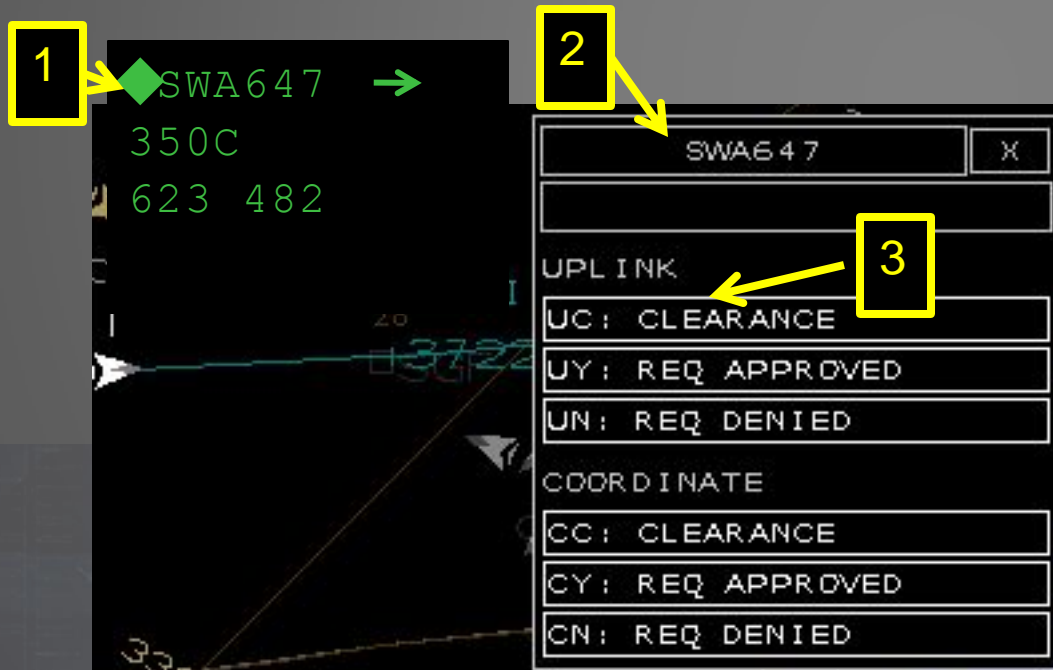 1
2
◆SWA647 →
350C
623 482
SWA647
X
UPLINK
3
UC: CLEARANCE
UY: REQ APPROVED
UN: REQ DENIED
COORDINATE
CC: CLEARANCE
CY: REQ APPROVED
CN: REQ DENIED